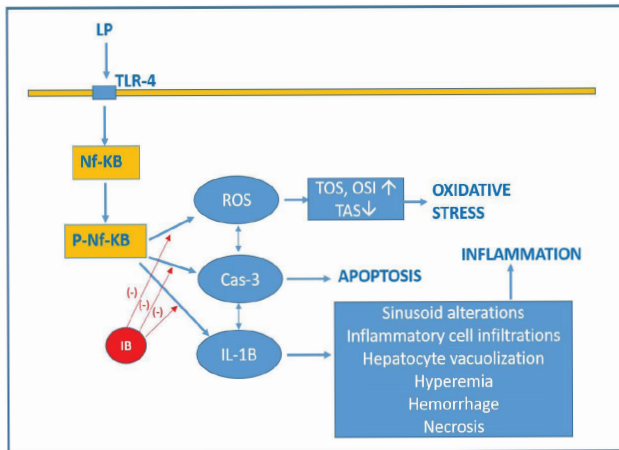 LP
TLR-4
Nf-KB
P-Nf-KB
ROS
TOS, OSI ↑
TAS↓
OXIDATIVE
STRESS
(-)
(-)
(-)
IB
Cas-3
APOPTOSIS
IL-1B
INFLAMMATION
Sinusoid alterations
Inflammatory cell infiltrations
Hepatocyte vacuolization
Hyperemia
Hemorrhage
Necrosis